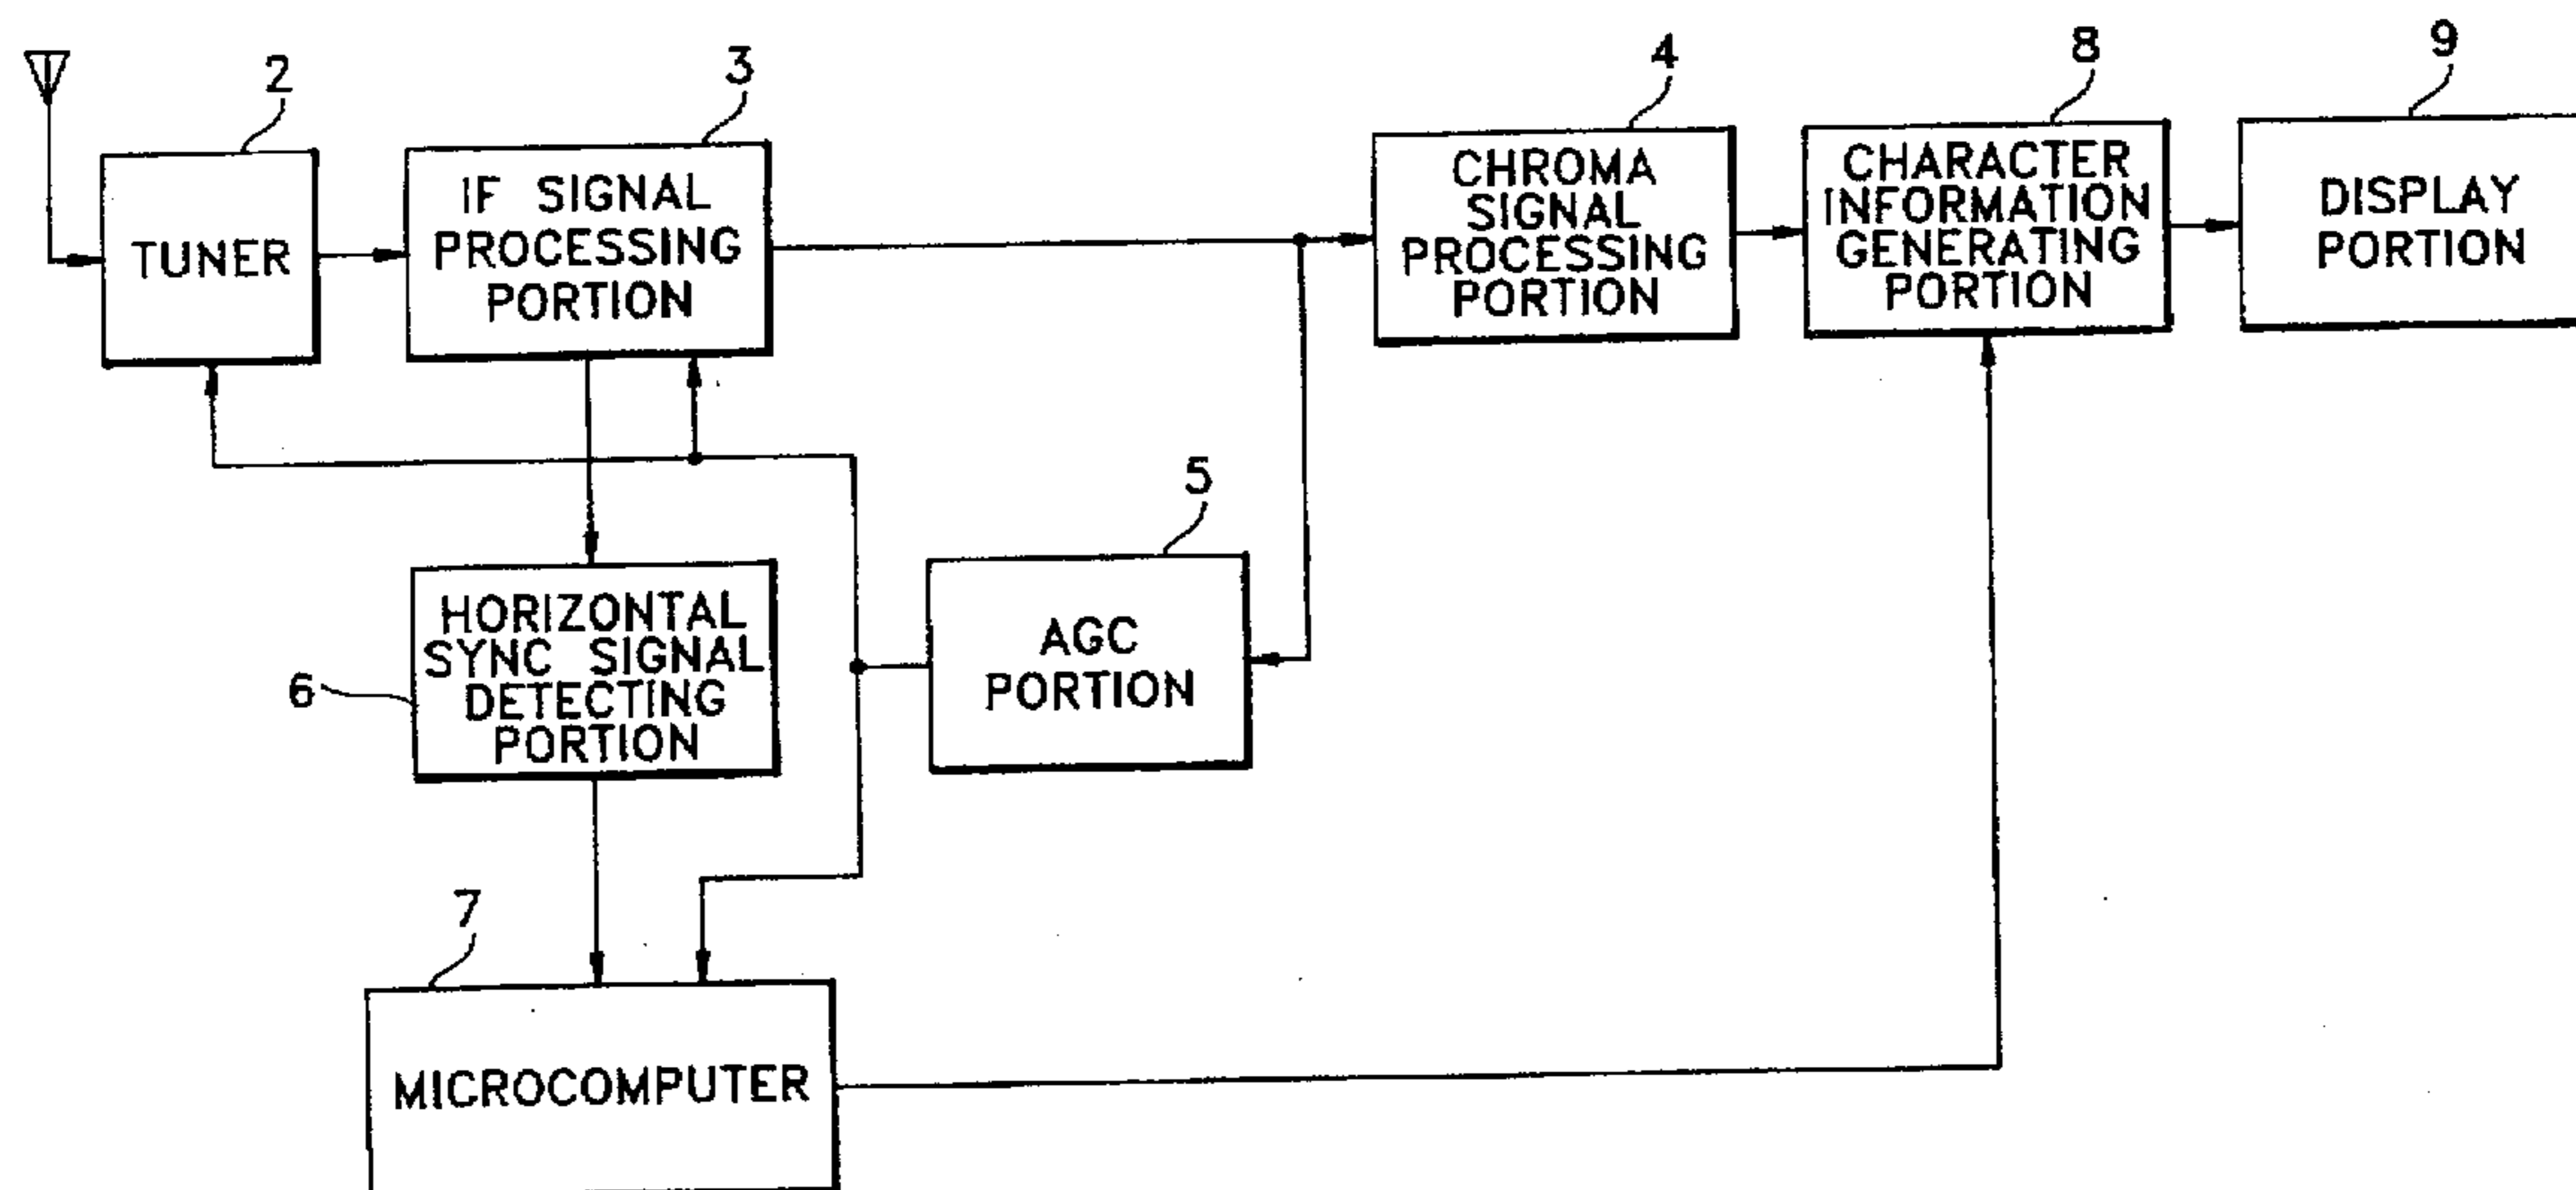 2
TUNER
3
IF SIGNAL
PROCESSING
PORTION
4
CHROMA
SIGNAL
PROCESSING
PORTION
8
CHARACTER
INFORMATION
GENERATING
PORTION
9
DISPLAY
PORTION
5
AGC
PORTION
6
HORIZONTAL
SYNC SIGNAL
DETECTING
PORTION
7
MICROCOMPUTER